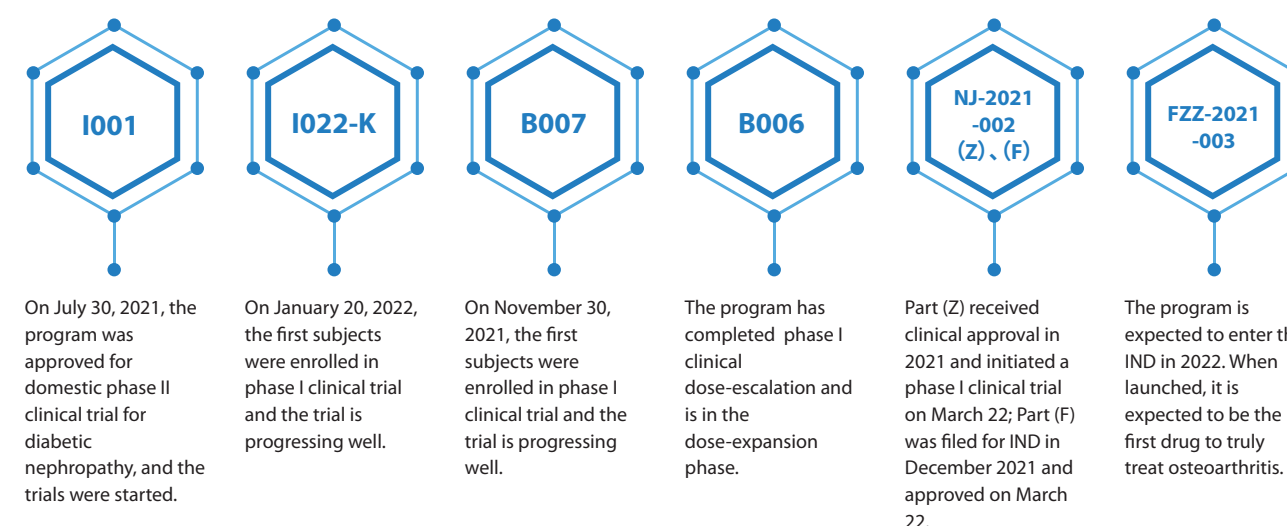 I001
On July 30, 2021, the
program was
approved for
domestic phase II
clinical trial for
diabetic
nephropathy, and the
trials were started.
I022-K
On January 20, 2022,
the first subjects
were enrolled in
phase I clinical trial
and the trial is
progressing well.
B007
On November 30,
2021, the first
subjects were
enrolled in phase I
clinical trial and the
trial is progressing
well.
B006
The program has
completed phase I
clinical
dose-escalation and
is in the
dose-expansion
phase.
NJ-2021
-002
（Z）、（F）
Part (Z) received
clinical approval in
2021 and initiated a
phase I clinical trial
on March 22; Part (F)
was filed for IND in
December 2021 and
approved on March
22.
FZZ-2021
-003
The program is
expected to enter
IND in 2022. When
launched, it is
expected to be the
first drug to truly
treat osteoarthritis.